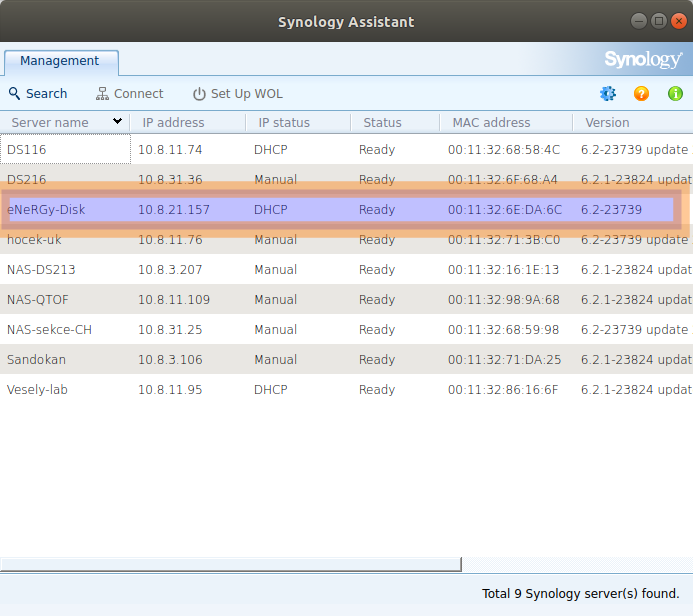 Synology Assistant
Management
Synology
Search Connect Set Up WOL
Server name IP address IP status Status MAC address Version
DS116 10.8.11.74 DHCP Ready 00:11:32:68:58:4C 6.2-23739 update
DS216 10.8.31.36 Manual Ready 00:11:32:6F:68:A4 6.2.1-23824 updat
eNeRGy-Disk 10.8.21.157 DHCP Ready 00:11:32:6E:DA:6C 6.2-23739
hocek-uk 10.8.11.76 Manual Ready 00:11:32:71:3B:C0 6.2-23739 update
NAS-DS213 10.8.3.207 Manual Ready 00:11:32:16:1E:13 6.2.1-23824 updat
NAS-QTOF 10.8.11.109 Manual Ready 00:11:32:98:9A:68 6.2.1-23824 updat
NAS-sekce-CH 10.8.31.25 Manual Ready 00:11:32:68:59:98 6.2-23739 update
Sandokan 10.8.3.106 Manual Ready 00:11:32:71:DA:25 6.2.1-23824 updat
Vesely-lab 10.8.11.95 DHCP Ready 00:11:32:86:16:6F 6.2.1-23824 updat
Total 9 Synology server(s) found.